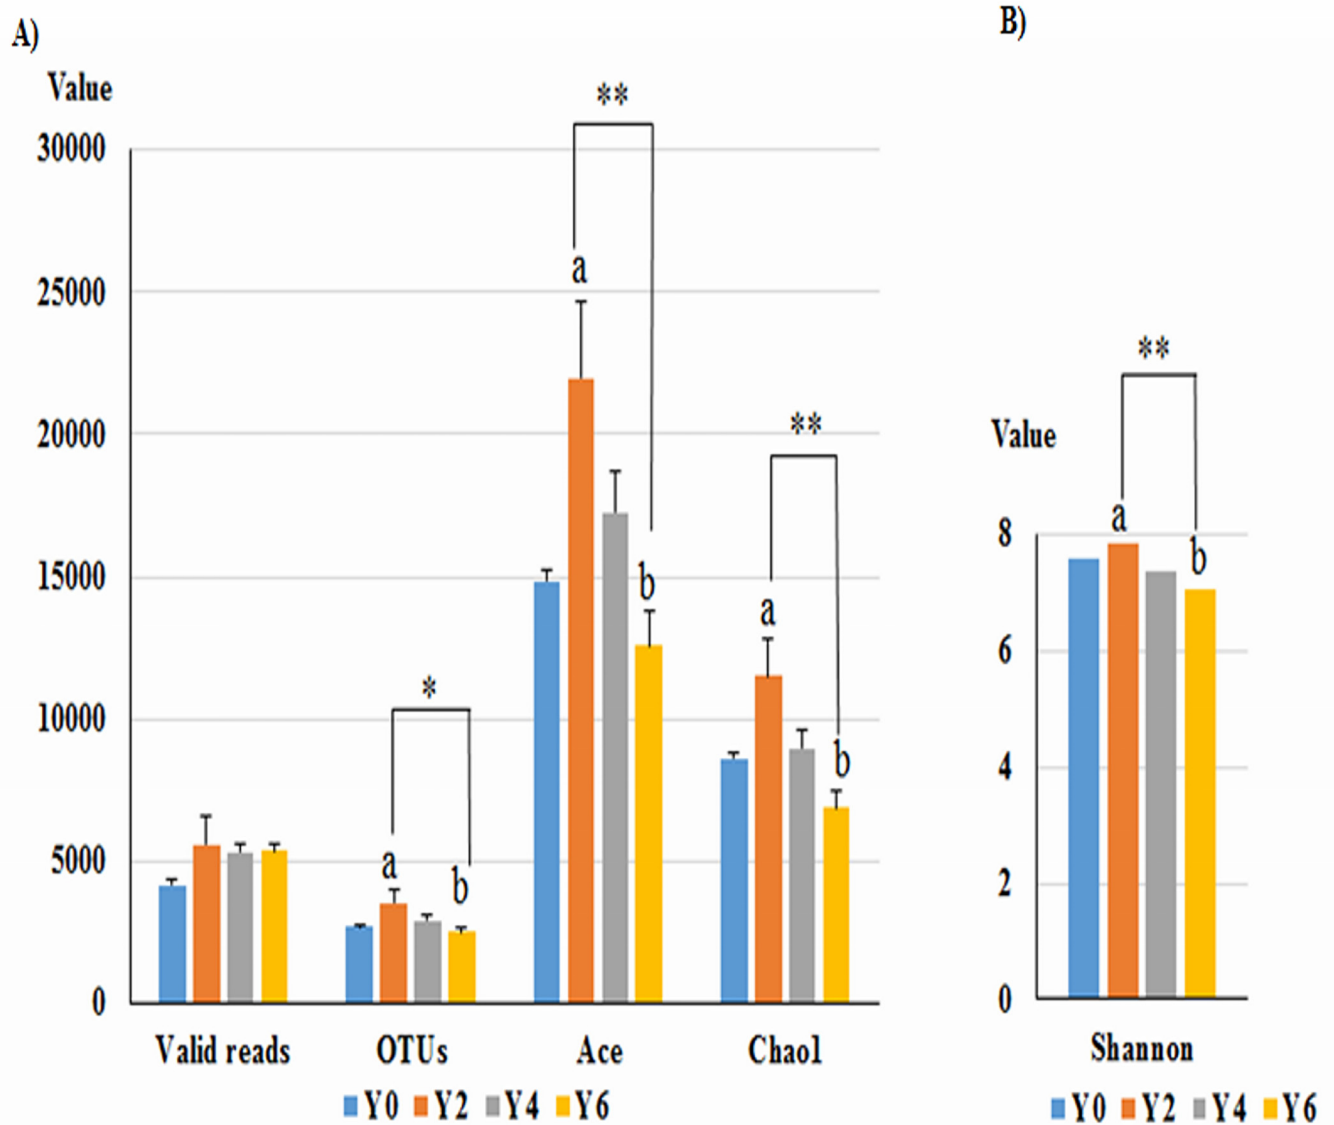 A)
Value
30000
25000
20000
15000
10000
5000
0
**
a
b
**
a
b
*
a
b
Valid reads OTUs Ace Chao1
Y0 Y2 Y4 Y6
B)
Value
8
6
4
2
0
**
a
b
Shannon
Y0 Y2 Y4 Y6